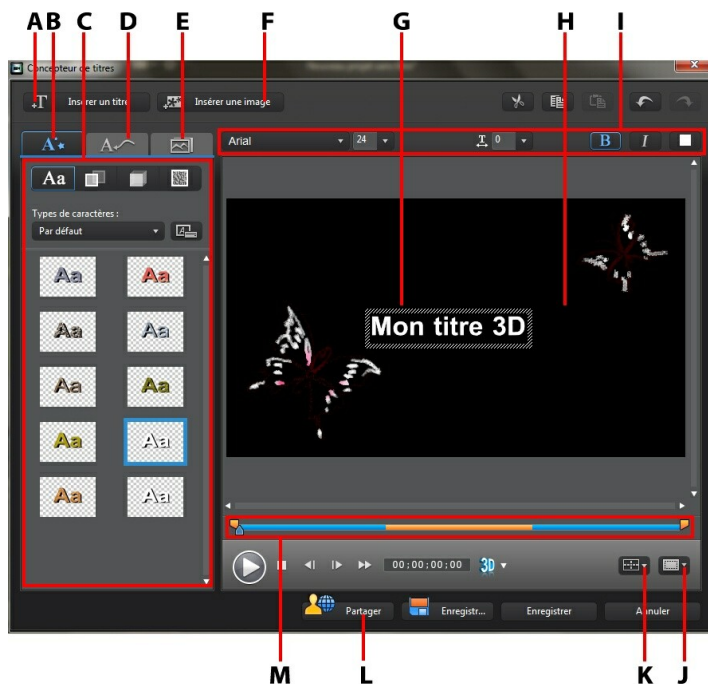 A B C D E F G H I
Concepteur de titres
T Insérer un titre Insérer une image
A A Arial 24 T 0 B I
Aa
Types de caractères :
Par défaut
Aa Aa
Aa Aa
Mon titre 3D
Aa Aa
Aa Aa
Aa Aa
00;00;00;00 3D
Partager Enregistr... Enregistrer Annuler
M L K J